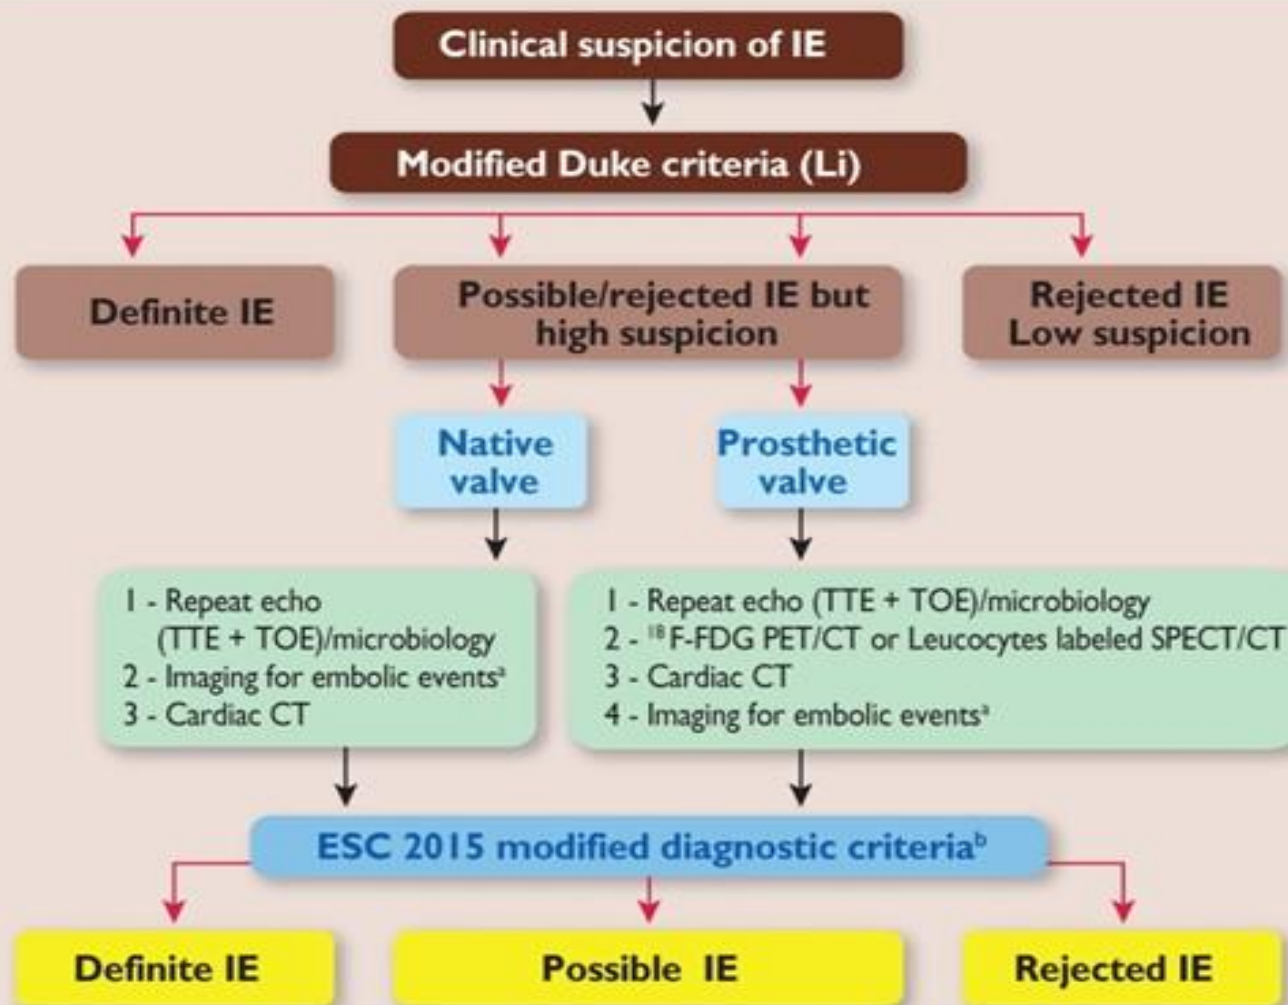 Clinical suspicion of IE
Modified Duke criteria (Li)
Definite IE
Possible/rejected IE but
high suspicion
Rejected IE
Low suspicion
Native
valve
Prosthetic
valve
1 - Repeat echo
(TTE + TOE)/microbiology
2 - Imaging for embolic eventsᵃ
3 - Cardiac CT
1 - Repeat echo (TTE + TOE)/microbiology
2 - ¹⁸F-FDG PET/CT or Leucocytes labeled SPECT/CT
3 - Cardiac CT
4 - Imaging for embolic eventsᵃ
ESC 2015 modified diagnostic criteriaᵇ
Definite IE
Possible IE
Rejected IE